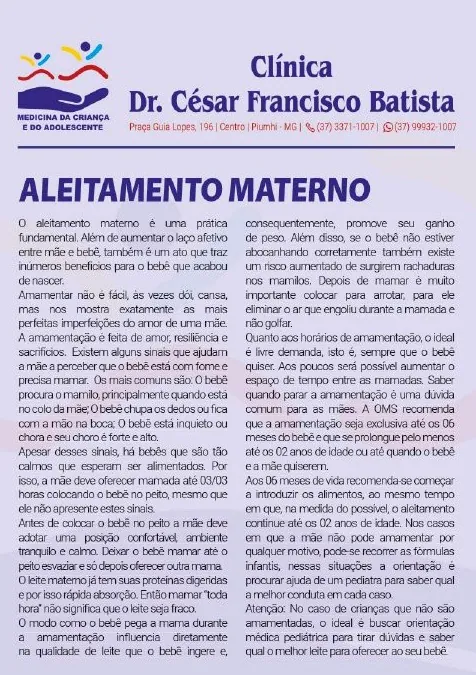 Clínica
Dr. César Francisco Batista
MEDICINA DA CRIANÇA
E DO ADOLESCENTE
Praça Guia Lopes, 196 | Centro | Piumhi - MG | (37) 3371-1007 | (37) 99932-1007
ALEITAMENTO MATERNO
O aleitamento materno é uma prática
fundamental. Além de aumentar o laço afetivo
entre mãe e bebê, também é um ato que traz
inúmeros benefícios para o bebê que acabou
de nascer.
Amamentar não é fácil, às vezes dói, cansa,
mas nos mostra exatamente as mais
perfeitas imperfeições do amor de uma mãe.
A amamentação é feita de amor, resiliência e
sacrifícios. Existem alguns sinais que ajudam
a mãe a perceber que o bebê está com fome e
precisa mamar. Os mais comuns são: O bebê
procura o mamilo, principalmente quando está
no colo da mãe; O bebê chupa os dedos ou fica
com a mão na boca; O bebê está inquieto ou
chora e seu choro é forte e alto.
Apesar desses sinais, há bebês que são tão
calmos que esperam ser alimentados. Por
isso, a mãe deve oferecer mamada até 03/03
horas colocando o bebê no peito, mesmo que
ele não apresente estes sinais.
Antes de colocar o bebê no peito a mãe deve
adotar uma posição confortável, ambiente
tranquilo e calmo. Deixar o bebê mamar até o
peito esvaziar e só depois oferecer outra mama.
O leite materno já tem suas proteínas digeridas
e por isso rápida absorção. Então mamar "toda
hora" não significa que o leite seja fraco.
O modo como o bebê pega a mama durante
a amamentação influencia diretamente
na qualidade de leite que o bebê ingere e,
consequentemente, promove seu ganho
de peso. Além disso, se o bebê não estiver
abocanhando corretamente também existe
um risco aumentado de surgirem rachaduras
nos mamilos. Depois de mamar é muito
importante colocar para arrotar, para ele
eliminar o ar que engoliu durante a mamada e
não golfar.
Quanto aos horários de amamentação, o ideal
é livre demanda, isto é, sempre que o bebê
quiser. Aos poucos será possível aumentar o
espaço de tempo entre as mamadas. Saber
quando parar a amamentação é uma dúvida
comum para as mães. A OMS recomenda
que a amamentação seja exclusiva até os 06
meses do bebê e que se prolongue pelo menos
até os 02 anos de idade ou até quando o bebê
e a mãe quiserem.
Aos 06 meses de vida recomenda-se começar
a introduzir os alimentos, ao mesmo tempo
em que, na medida do possível, o aleitamento
continue até os 02 anos de idade. Nos casos
em que a mãe não pode amamentar por
qualquer motivo, pode-se recorrer as fórmulas
infantis, nessas situações a orientação é
procurar ajuda de um pediatra para saber qual
a melhor conduta em cada caso.
Atenção: No caso de crianças que não são
amamentadas, o ideal é buscar orientação
médica pediátrica para tirar dúvidas e saber
qual o melhor leite para oferecer ao seu bebê.